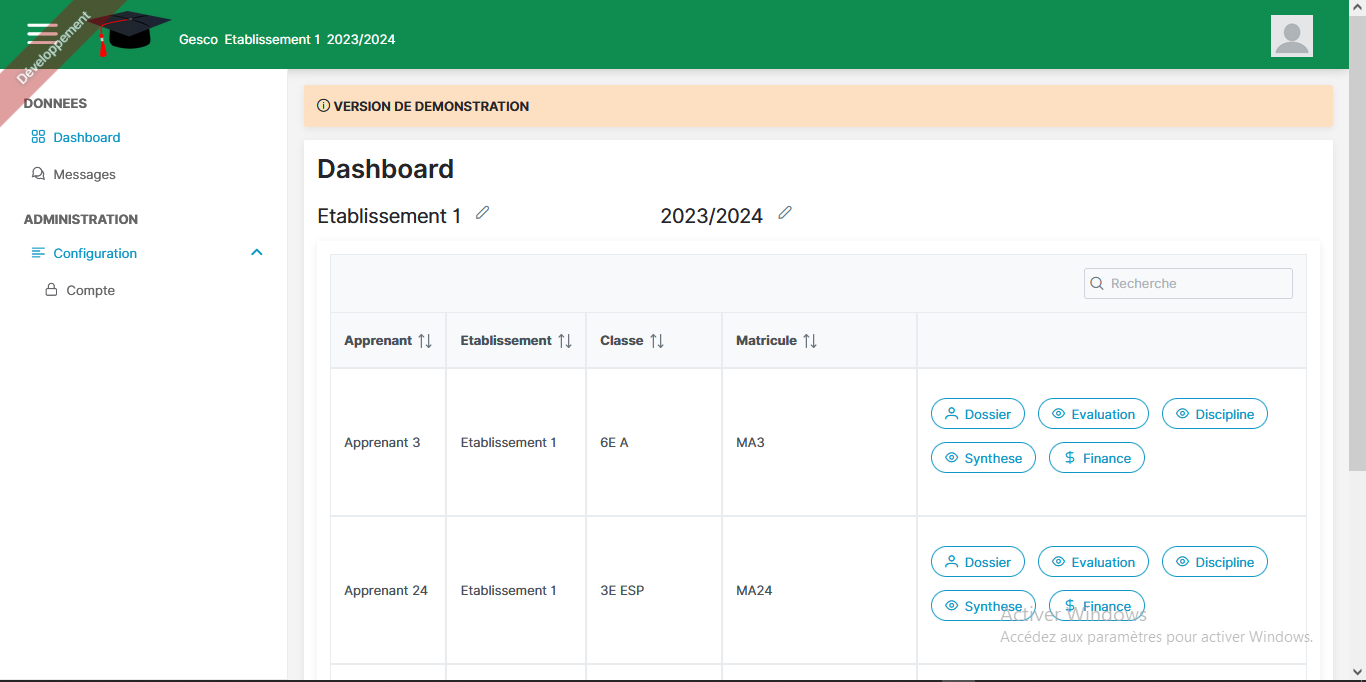 Développement
Gesco Etablissement 1 2023/2024
DONNEES
Dashboard
Messages
ADMINISTRATION
Configuration
Compte
VERSION DE DEMONSTRATION
Dashboard
Etablissement 1 2023/2024
Recherche
Apprenant Etablissement Classe Matricule
Apprenant 3 Etablissement 1 6E A MA3
Dossier Evaluation Discipline
Synthese $ Finance
Apprenant 24 Etablissement 1 3E ESP MA24
Dossier Evaluation Discipline
Synthese $ Finance
Activer Windows
Accédez aux paramètres pour activer Windows.